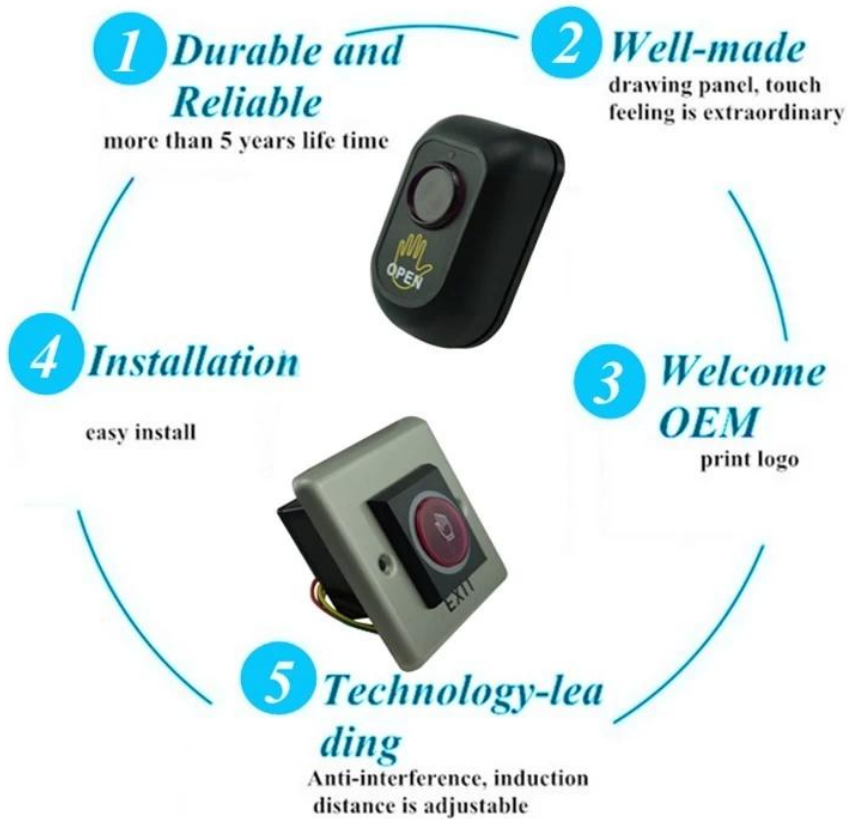 1 Durable and
Reliable
more than 5 years life time
2 Well-made
drawing panel, touch
feeling is extraordinary
OPEN
3 Welcome
OEM
print logo
4 Installation
easy install
EXIT
5 Technology-lea
ding
Anti-interference, induction
distance is adjustable